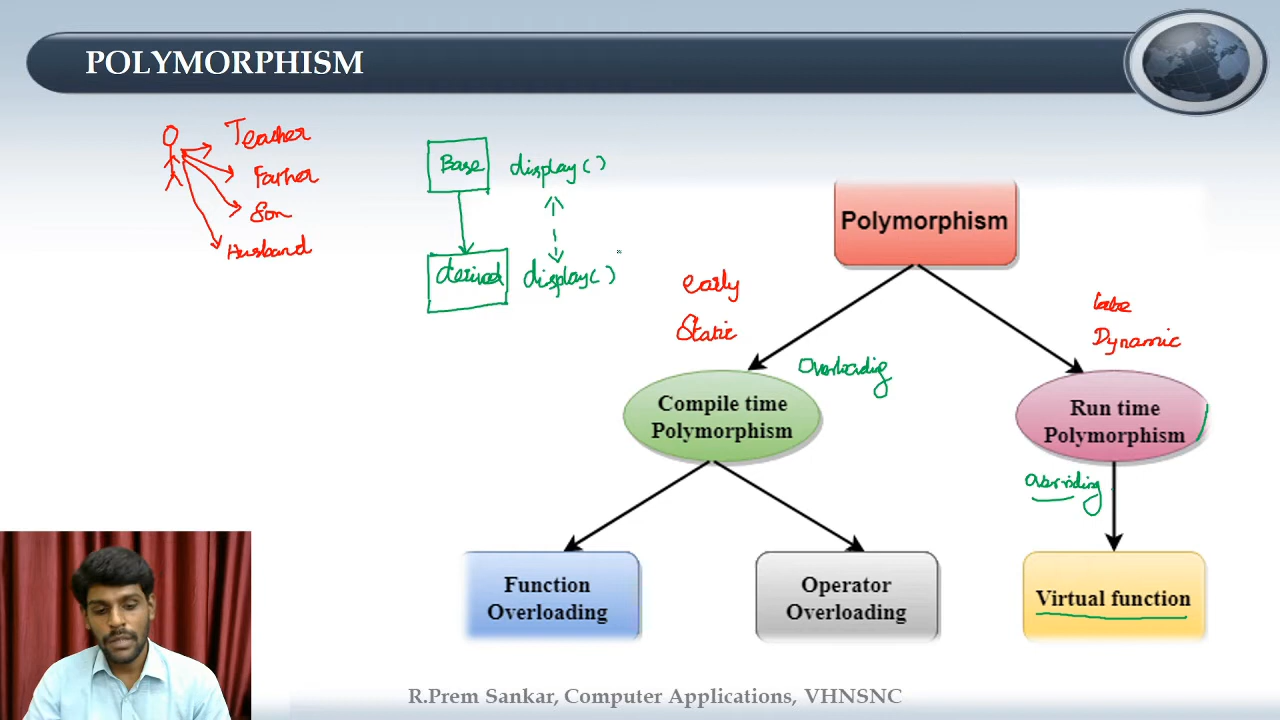 POLYMORPHISM
Teacher
Father
Son
Husband
Base
display()
derived
display()
Polymorphism
early
Static
late
Dynamic
Overloading
Compile time
Polymorphism
Run time
Polymorphism
Overriding
Function
Overloading
Operator
Overloading
Virtual function
R.Prem Sankar, Computer Applications, VHNSNC